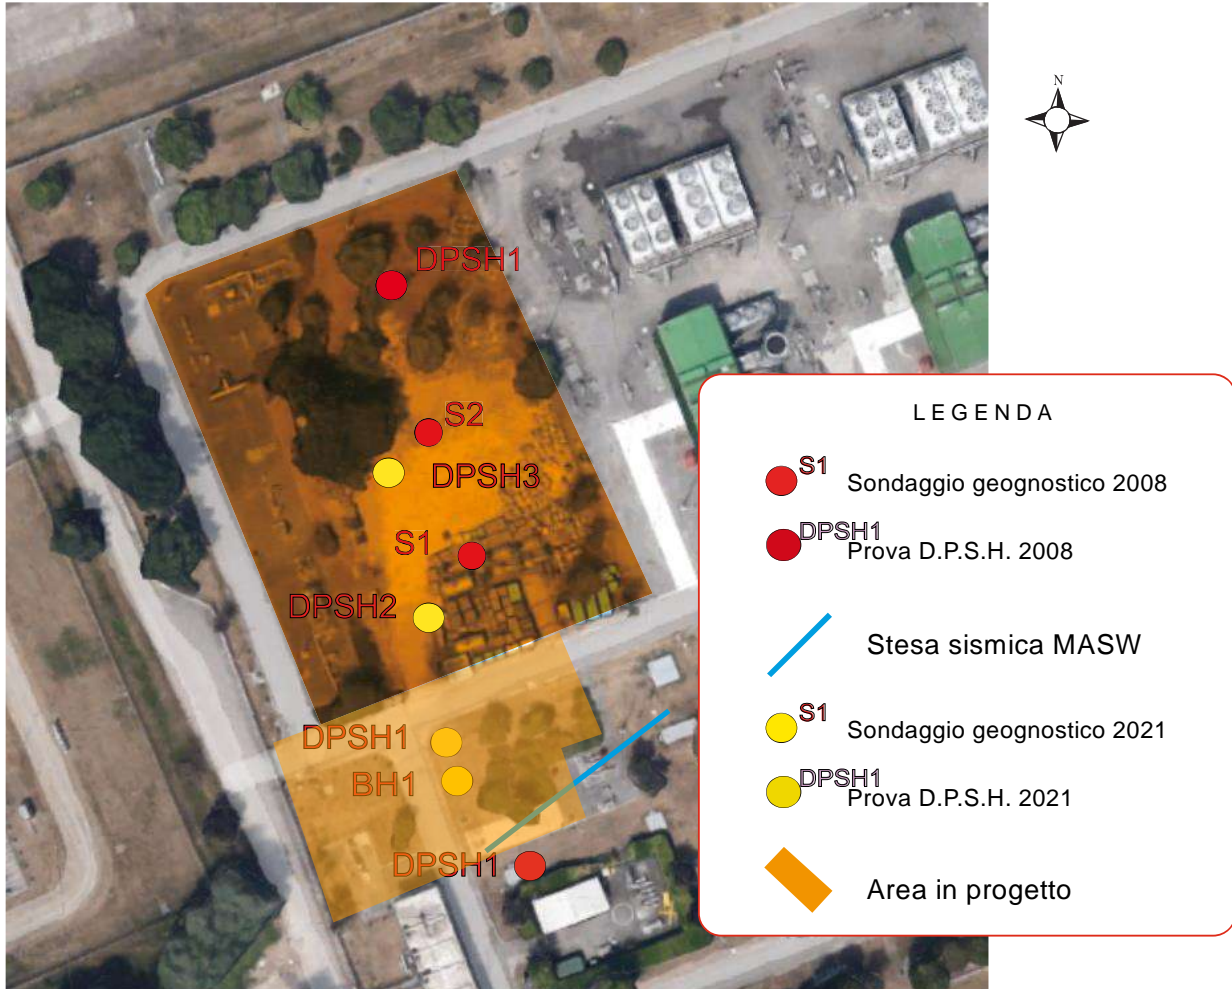 N
DPSH1
S2
DPSH3
S1
DPSH2
DPSH1
BH1
DPSH1
LEGENDA
S1
Sondaggio geognostico 2008
DPSH1
Prova D.P.S.H. 2008
Stesa sismica MASW
S1
Sondaggio geognostico 2021
DPSH1
Prova D.P.S.H. 2021
Area in progetto